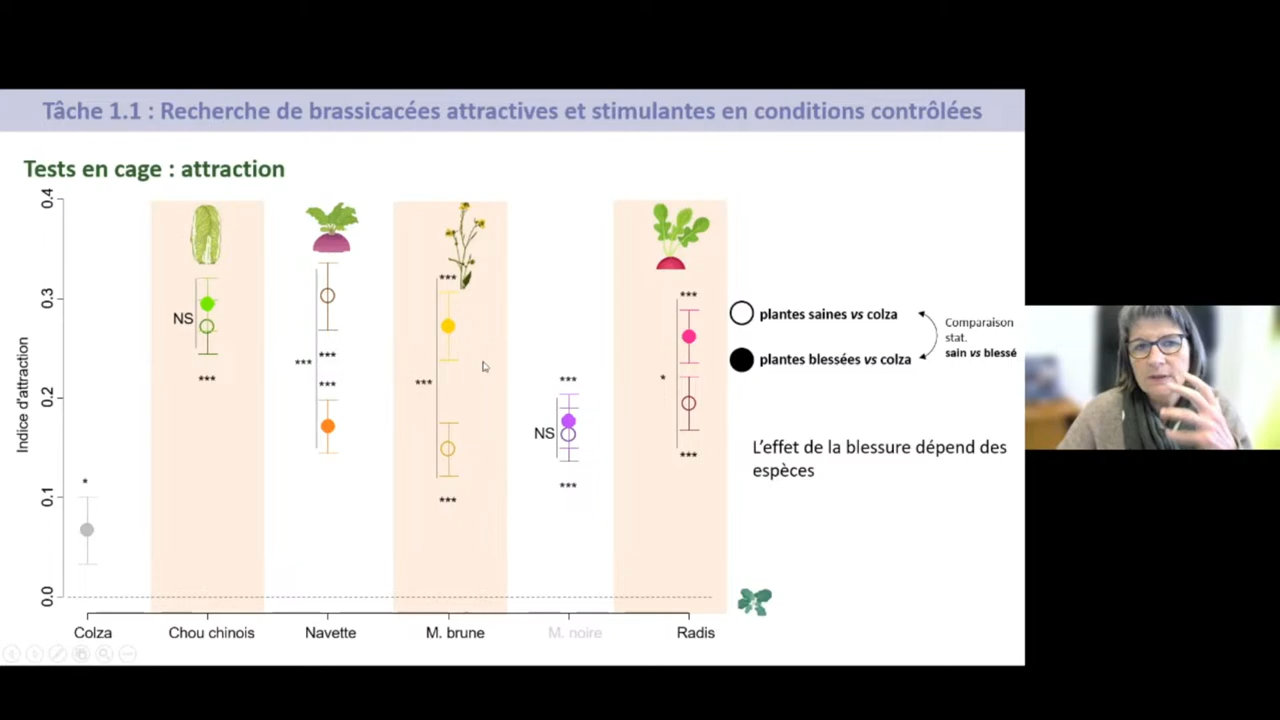 Tâche 1.1 : Recherche de brassicacées attractives et stimulantes en conditions contrôlées
Tests en cage : attraction
Indice d'attraction
0.4
0.3
0.2
0.1
0.0
*
NS
***
***
***
***
***
***
***
***
NS
***
***
*
***
plantes saines vs colza
plantes blessées vs colza
Comparaison
stat.
sain vs blessé
L'effet de la blessure dépend des
espèces
Colza
Chou chinois
Navette
M. brune
M. noire
Radis